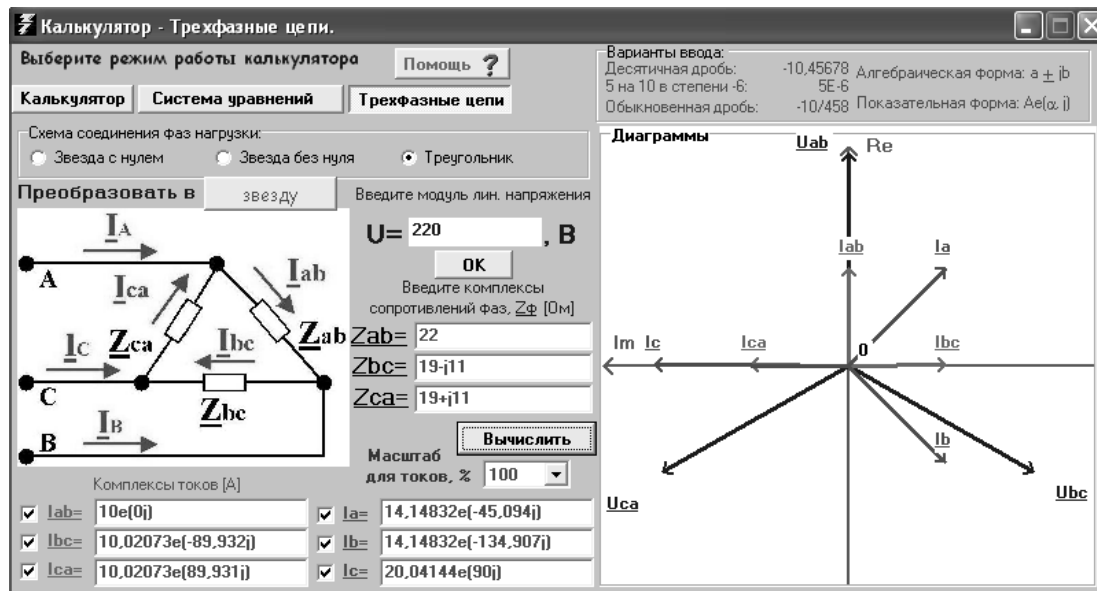 Калькулятор - Трехфазные цепи.
Выберите режим работы калькулятора
Помощь ?
Калькулятор
Система уравнений
Трехфазные цепи
Варианты ввода:
Десятичная дробь: -10,45678
5 на 10 в степени -6: 5E-6
Обыкновенная дробь: -10/458
Алгебраическая форма: a ± jb
Показательная форма: Ae(α j)
Схема соединения фаз нагрузки:
Звезда с нулем
Звезда без нуля
Треугольник
Преобразовать в звезду
Введите модуль лин. напряжения
U= 220 , В
OK
Введите комплексы
сопротивлений фаз, Zф [Ом]
Zab= 22
Zbc= 19-j11
Zca= 19+j11
Вычислить
Масштаб
для токов, % 100
IA
A
Ica
Iab
IC
Zca
Ibc
Zab
C
Zbc
IB
B
Комплексы токов [А]
Iab= 10e(0j)
Ibc= 10,02073e(-89,932j)
Ica= 10,02073e(89,931j)
Ia= 14,14832e(-45,094j)
Ib= 14,14832e(-134,907j)
Ic= 20,04144e(90j)
Диаграммы
Uab
Re
Iab
Ia
Im
Ic
Ica
0
Ibc
Ib
Uca
Ubc